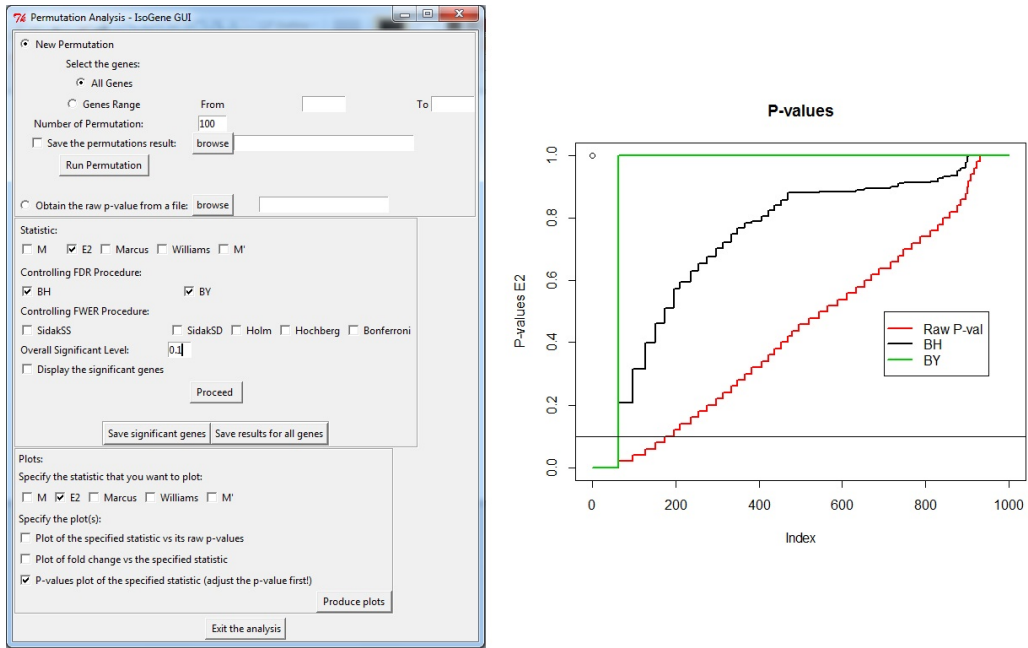 Permutation Analysis - IsoGene GUI
New Permutation
Select the genes:
All Genes
Genes Range From To
Number of Permutation: 100
Save the permutations result: browse
Run Permutation
Obtain the raw p-value from a file: browse
Statistic:
M E2 Marcus Williams M'
Controlling FDR Procedure:
BH BY
Controlling FWER Procedure:
SidakSS SidakSD Holm Hochberg Bonferroni
Overall Significant Level: 0.1
Display the significant genes
Proceed
Save significant genes Save results for all genes
Plots:
Specify the statistic that you want to plot:
M E2 Marcus Williams M'
Specify the plot(s):
Plot of the specified statistic vs its raw p-values
Plot of fold change vs the specified statistic
P-values plot of the specified statistic (adjust the p-value first!)
Produce plots
Exit the analysis
P-values
P-values E2
1.0
0.8
0.6
0.4
0.2
0.0
Raw P-val
BH
BY
0 200 400 600 800 1000
Index